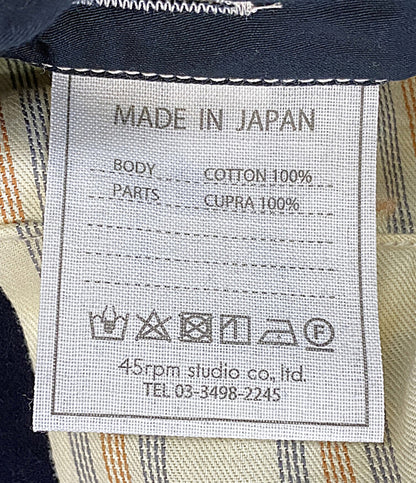 MADE IN JAPAN
BODY COTTON 100%
PARTS CUPRA 100%
F
45rpm studio co., ltd.
TEL 03-3498-2245